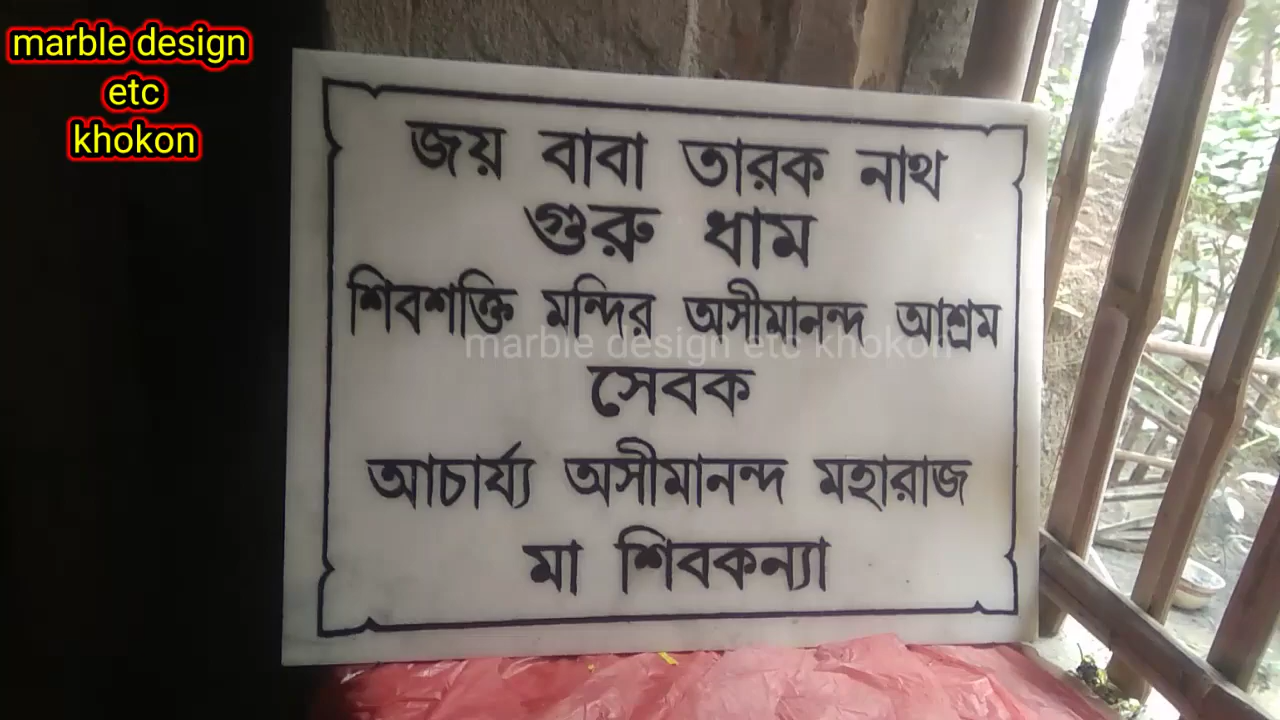 marble design
etc
khokon
জয় বাবা তারক নাথ
গুরু ধাম
শিবশক্তি মন্দির অসীমানন্দ আশ্রম
marble design etc khokon
সেবক
আচার্য্য অসীমানন্দ মহারাজ
মা শিবকন্যা